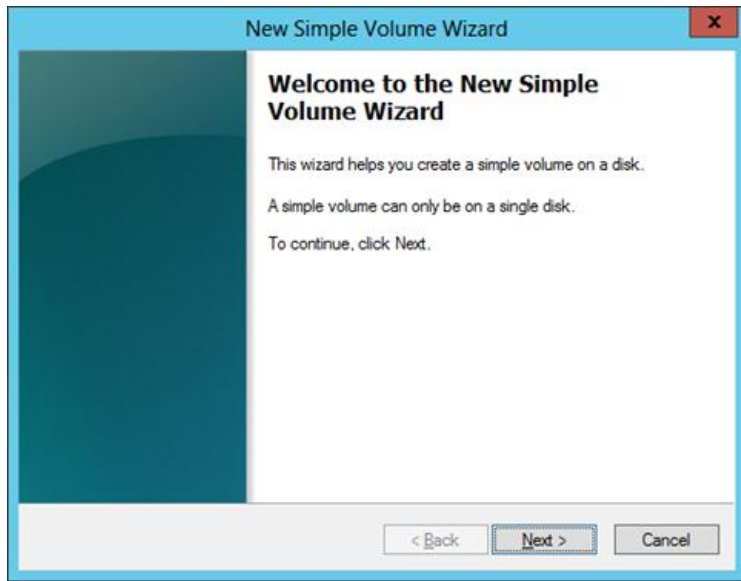 New Simple Volume Wizard
x
Welcome to the New Simple
Volume Wizard
This wizard helps you create a simple volume on a disk.
A simple volume can only be on a single disk.
To continue, click Next.
< Back
Next >
Cancel